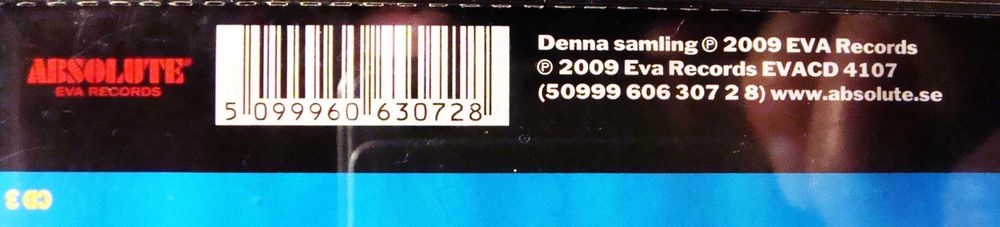 ABSOLUTE
EVA RECORDS
5 099960 630728
Denna samling ℗ 2009 EVA Records
℗ 2009 Eva Records EVACD 4107
(50999 606 307 2 8) www.absolute.se
CD 3